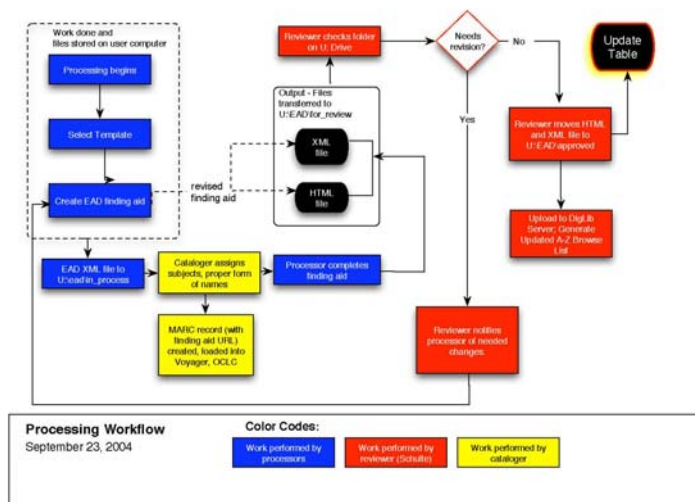 Work done and
files stored on user computer
Processing begins
Select Template
Create EAD finding aid
EAD XML file to
U:\ead\in_process
Cataloger assigns
subjects, proper form
of names
MARC record (with
finding aid URL)
created, loaded into
Voyager, OCLC
Processor completes
finding aid
revised
finding aid
Output - Files
transferred to
U:\EAD\for_review
XML
file
HTML
file
Reviewer checks folder
on U: Drive
Needs
revision?
No
Yes
Update
Table
Reviewer moves HTML
and XML file to
U:\EAD\approved
Upload to DigLib
Server; Generate
Updated A-Z Browse
List
Reviewer notifies
processor of needed
changes.
Processing Workflow
September 23, 2004
Color Codes:
Work performed by
processors
Work performed by
reviewer (Schulte)
Work performed by
cataloger